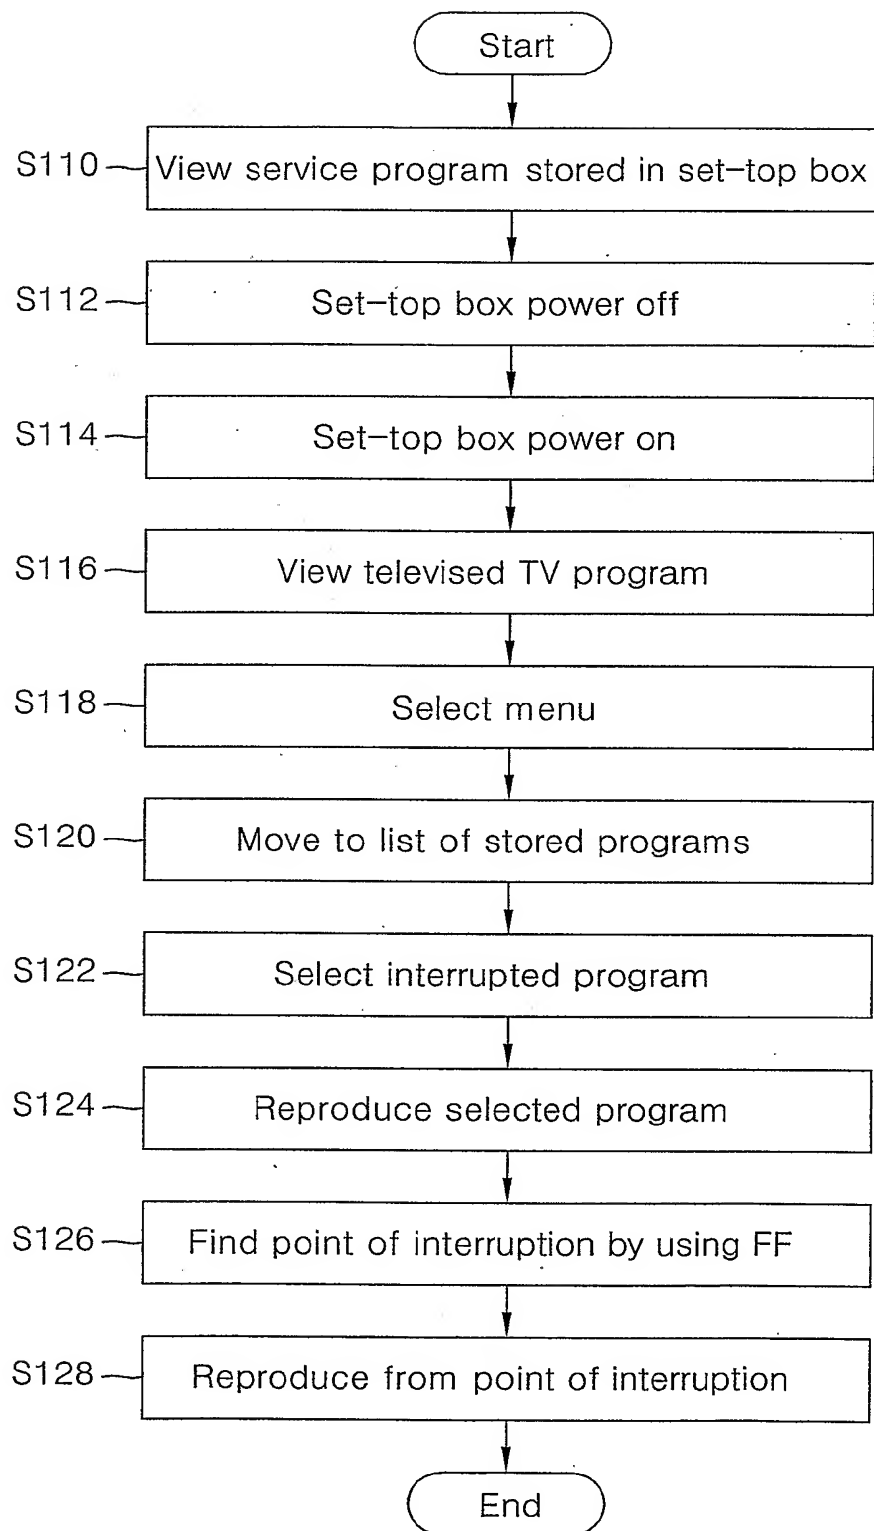 Start
S110 View service program stored in set-top box
S112 Set-top box power off
S114 Set-top box power on
S116 View televised TV program
S118 Select menu
S120 Move to list of stored programs
S122 Select interrupted program
S124 Reproduce selected program
S126 Find point of interruption by using FF
S128 Reproduce from point of interruption
End